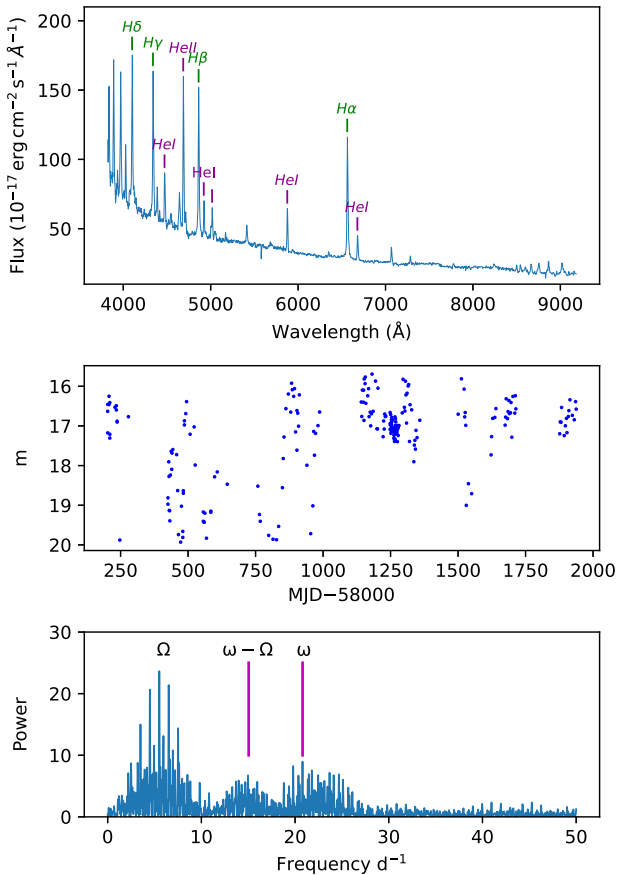 200
150
100
50
Flux (10⁻¹⁷ erg cm⁻² s⁻¹ Å⁻¹)
Hδ
Hγ
HeII
Hβ
HeI
HeI
HeI
Hα
HeI
4000 5000 6000 7000 8000 9000
Wavelength (Å)
16
17
18
19
20
m
250 500 750 1000 1250 1500 1750 2000
MJD−58000
30
20
10
0
Power
Ω ω − Ω ω
0 10 20 30 40 50
Frequency d⁻¹